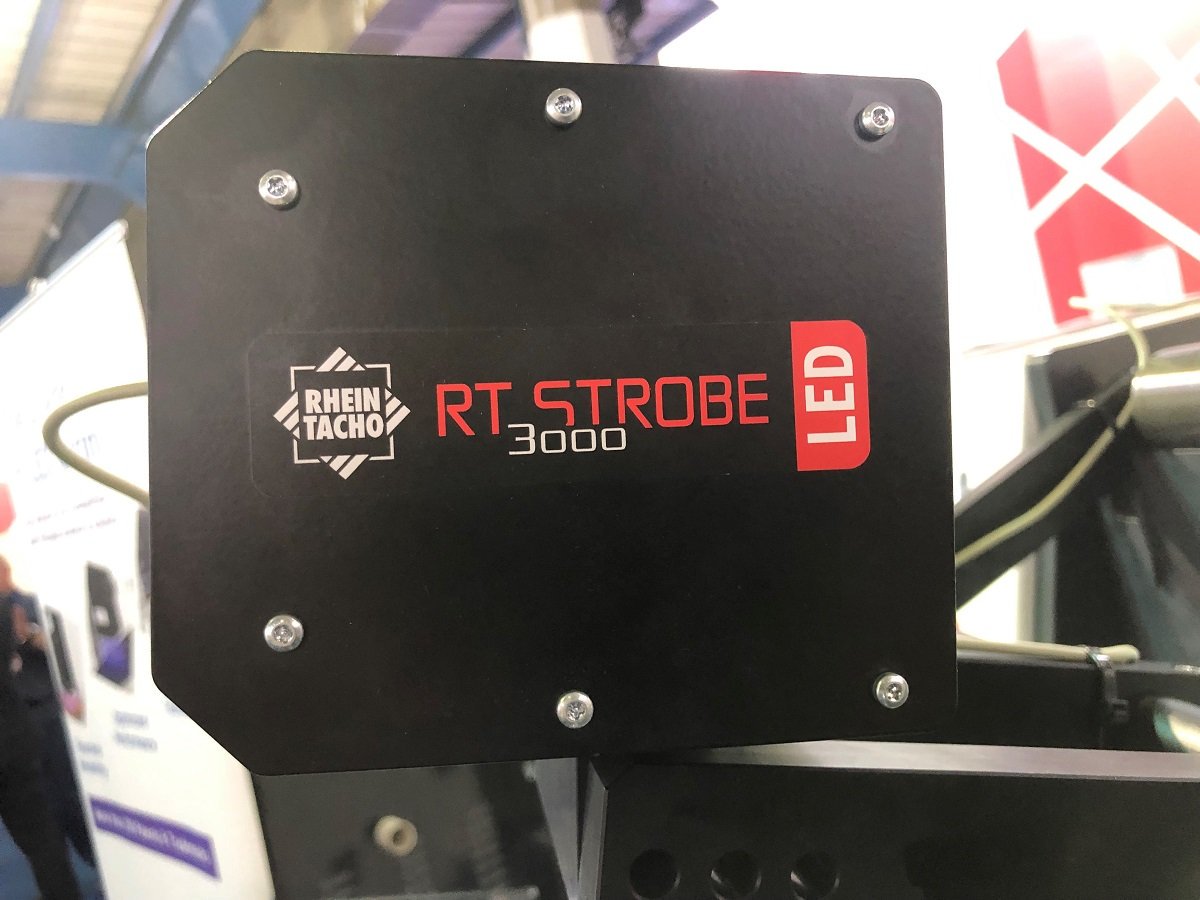 RHEIN
TACHO
RT STROBE
3000
LED